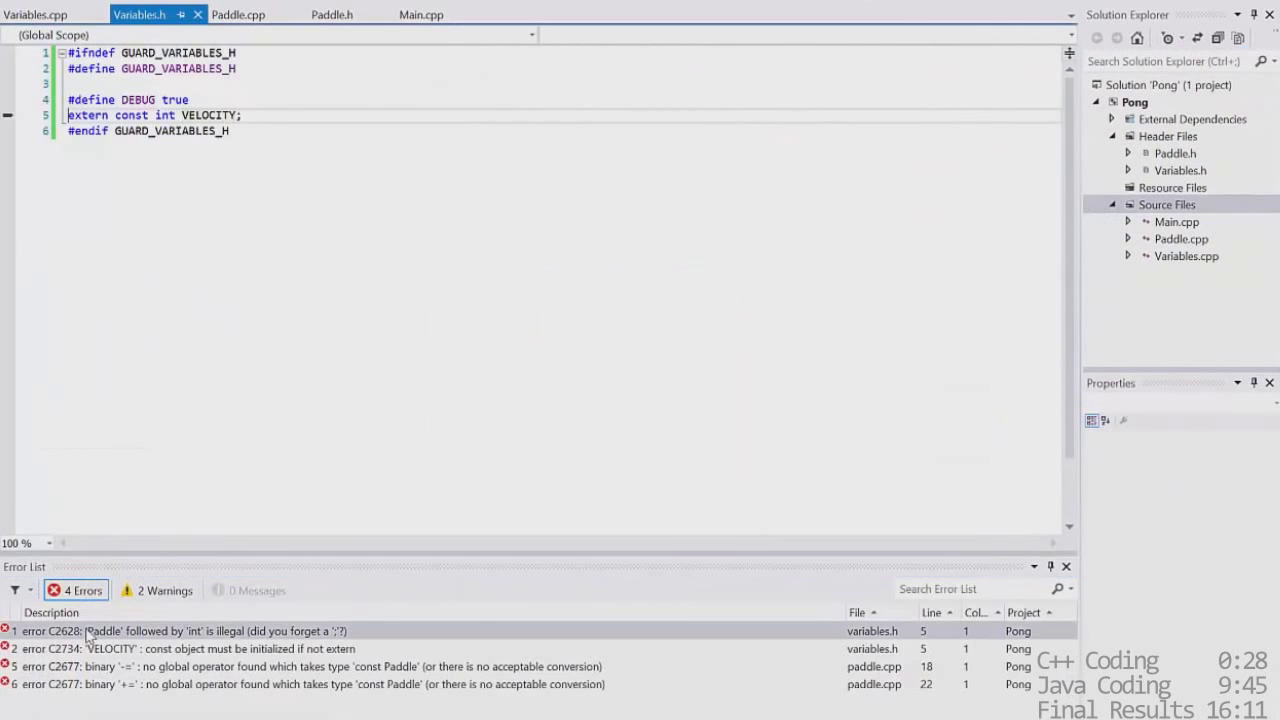 Variables.cpp Variables.h Paddle.cpp Paddle.h Main.cpp
(Global Scope)
1 #ifndef GUARD_VARIABLES_H
2 #define GUARD_VARIABLES_H
3
4 #define DEBUG true
5 extern const int VELOCITY;
6 #endif GUARD_VARIABLES_H
100 %
Solution Explorer
Search Solution Explorer (Ctrl+;)
Solution 'Pong' (1 project)
Pong
External Dependencies
Header Files
Paddle.h
Variables.h
Resource Files
Source Files
Main.cpp
Paddle.cpp
Variables.cpp
Properties
Error List
4 Errors 2 Warnings 0 Messages Search Error List
Description File Line Col... Project
1 error C2628: 'Paddle' followed by 'int' is illegal (did you forget a ';'?) variables.h 5 1 Pong
2 error C2734: 'VELOCITY' : const object must be initialized if not extern variables.h 5 1 Pong
5 error C2677: binary '-=' : no global operator found which takes type 'const Paddle' (or there is no acceptable conversion) paddle.cpp 18 1 Pong
6 error C2677: binary '+=' : no global operator found which takes type 'const Paddle' (or there is no acceptable conversion) paddle.cpp 22 1 Pong
C++ Coding 0:28
Java Coding 9:45
Final Results 16:11